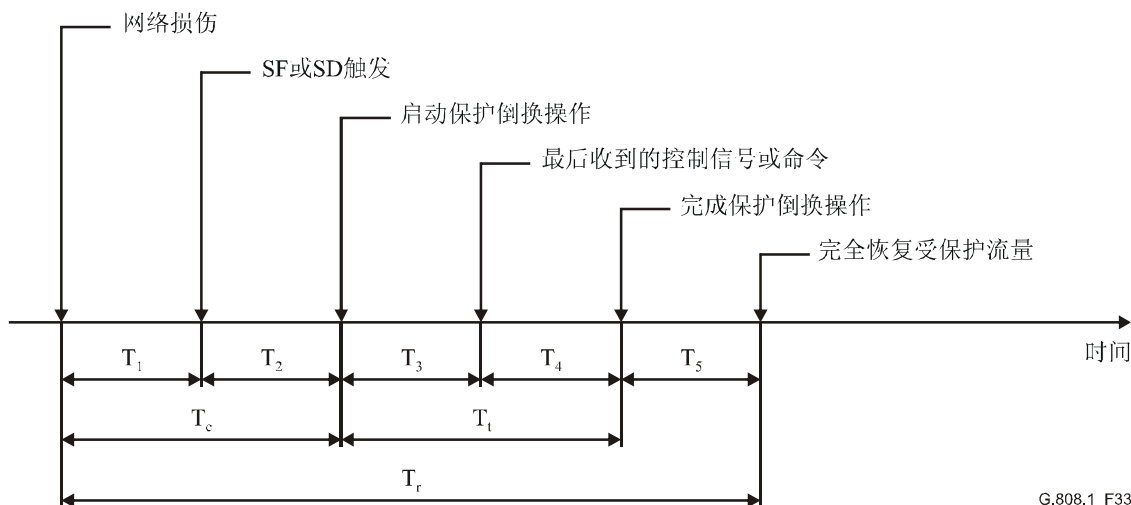 网络损伤
SF或SD触发
启动保护倒换操作
最后收到的控制信号或命令
完成保护倒换操作
完全恢复受保护流量
时间
T1 T2 T3 T4 T5
Tc Tt
Tr
G.808.1_F33